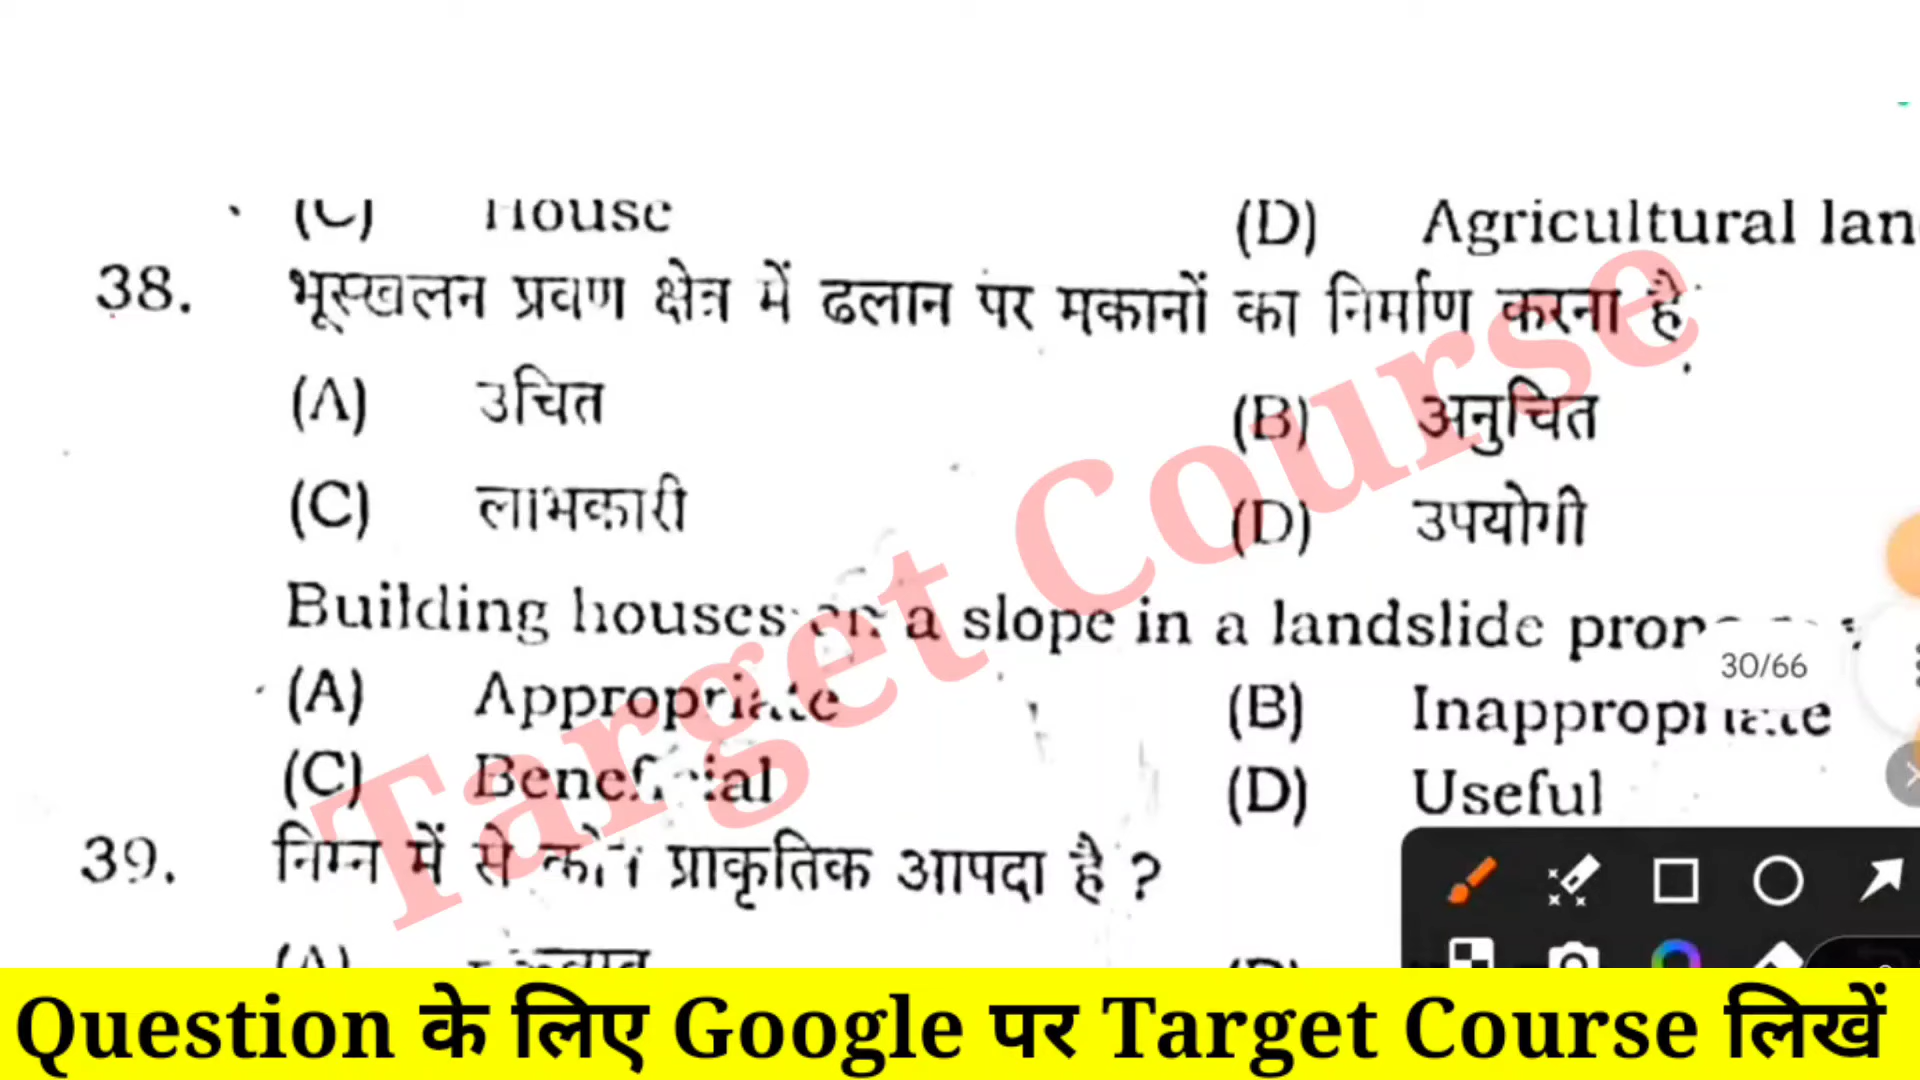 (C) House (D) Agricultural lan
38. भूस्खलन प्रवण क्षेत्र में ढलान पर मकानों का निर्माण करना है
(A) उचित (B) अनुचित
(C) लाभकारी (D) उपयोगी
Building houses on a slope in a landslide
30/66
(A) Appropriate (B) Inappropriate
(C) Beneficial (D) Useful
39. निम्न में से कौन प्राकृतिक आपदा है ?
(A)
Target Course
Question के लिए Google पर Target Course लिखें